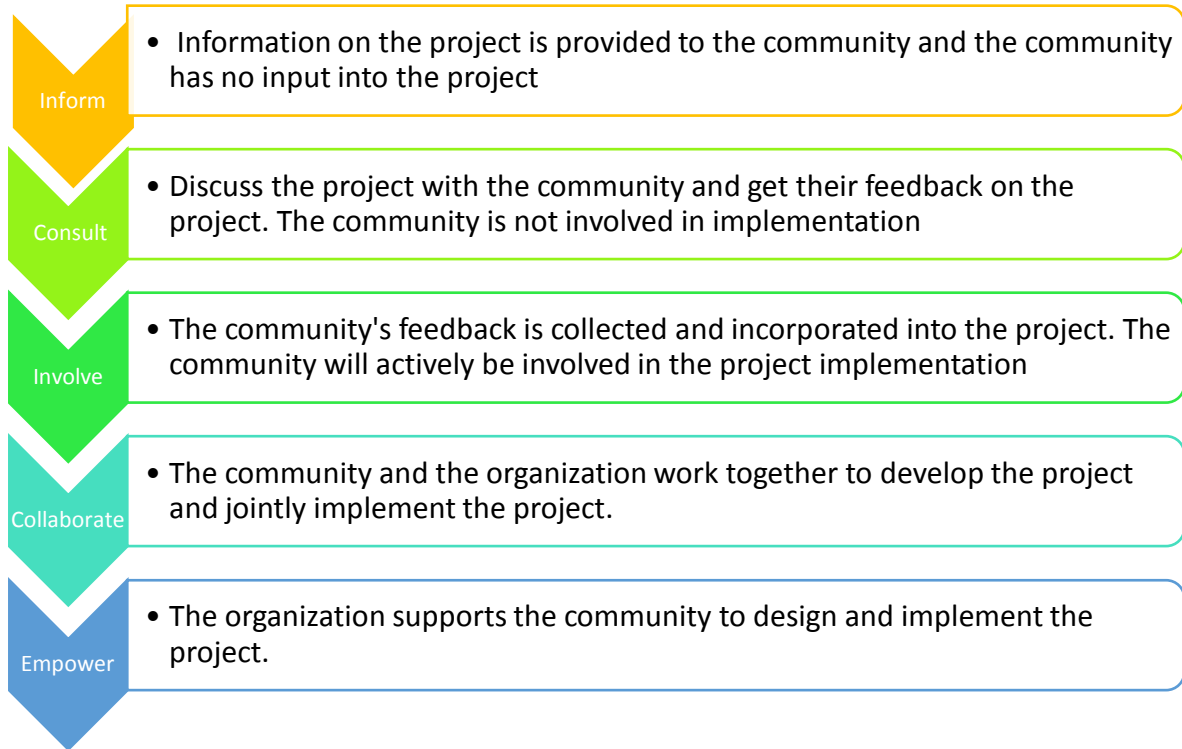 Inform
• Information on the project is provided to the community and the community
has no input into the project
Consult
• Discuss the project with the community and get their feedback on the
project. The community is not involved in implementation
Involve
• The community's feedback is collected and incorporated into the project. The
community will actively be involved in the project implementation
Collaborate
• The community and the organization work together to develop the project
and jointly implement the project.
Empower
• The organization supports the community to design and implement the
project.